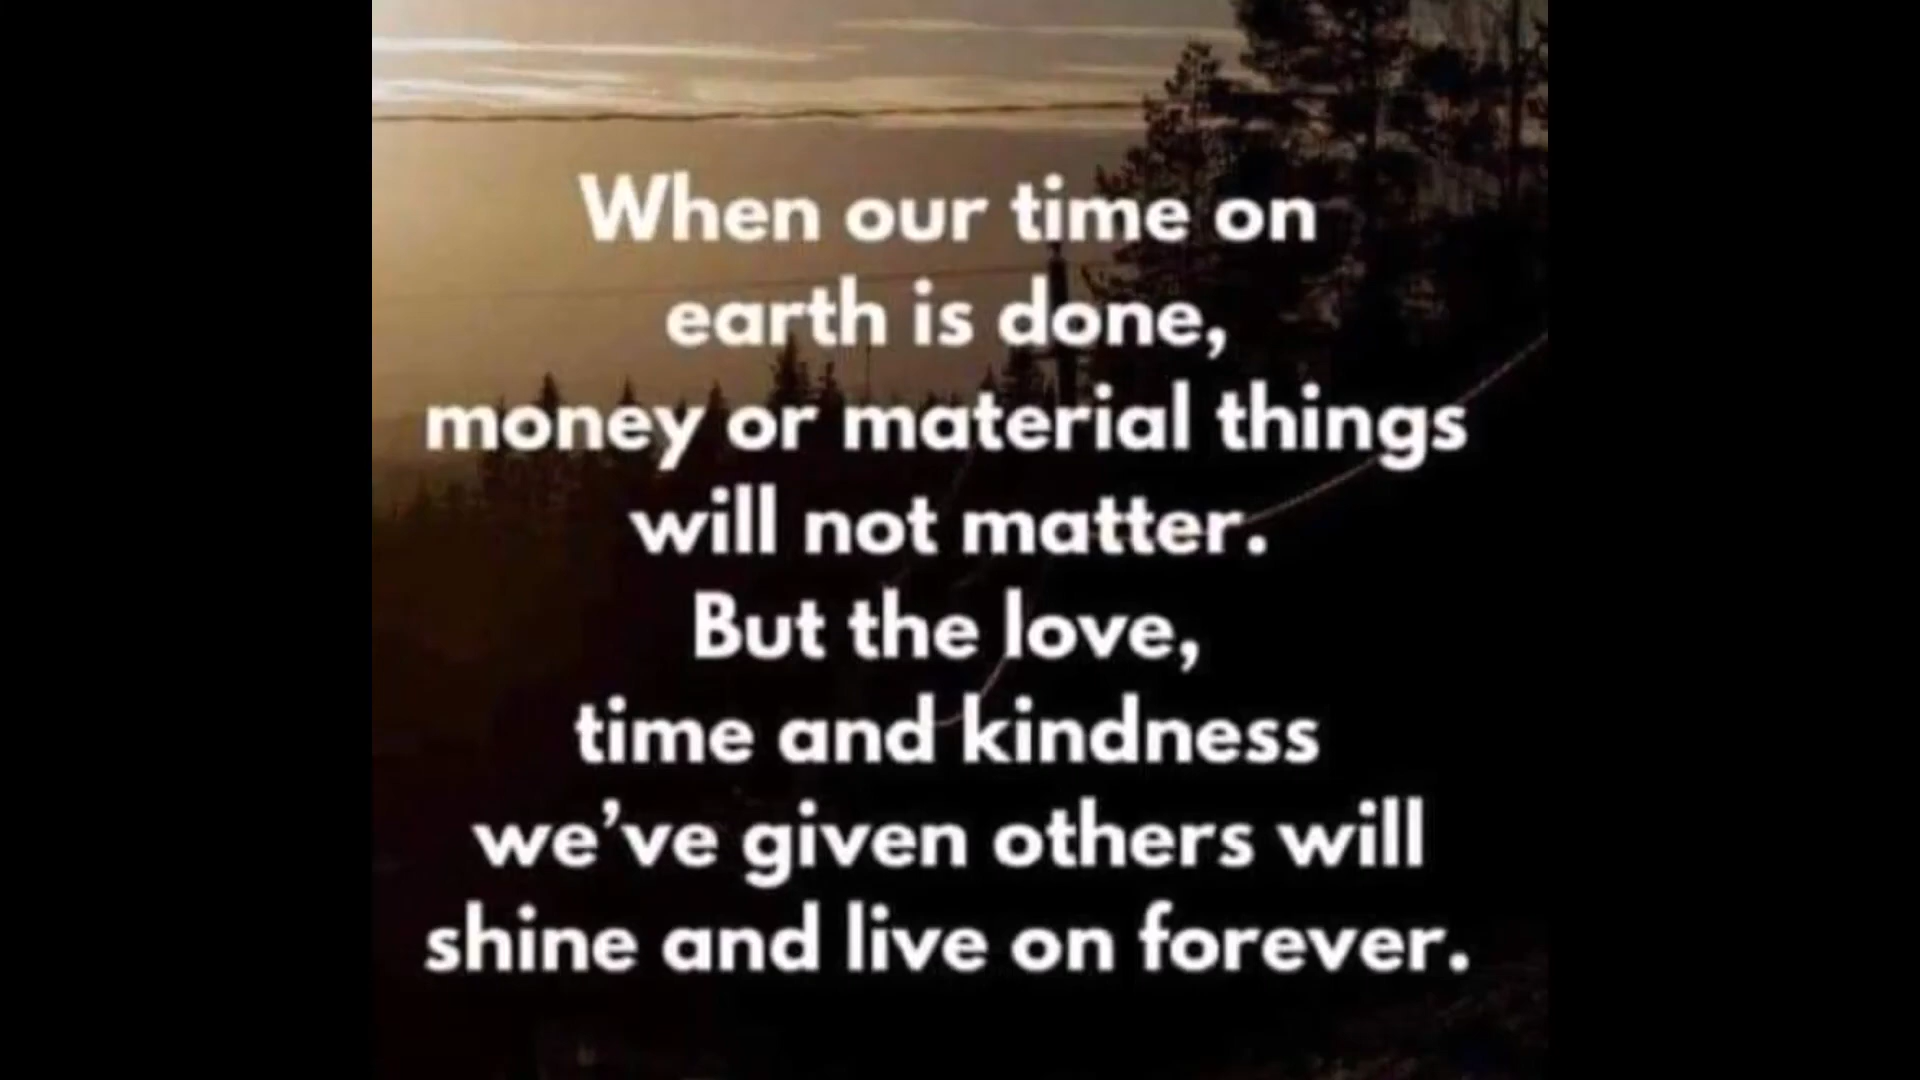 When our time on
earth is done,
money or material things
will not matter.
But the love,
time and kindness
we've given others will
shine and live on forever.